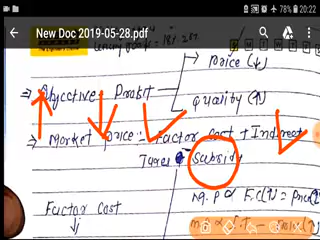 20:22
New Doc 2019-05-28.pdf
Price (↓)
⇒ Objective Profit
Quality (↑)
⇒ Market price = Factor cost + Indirect
Taxes - Subsidy
Factor Cost